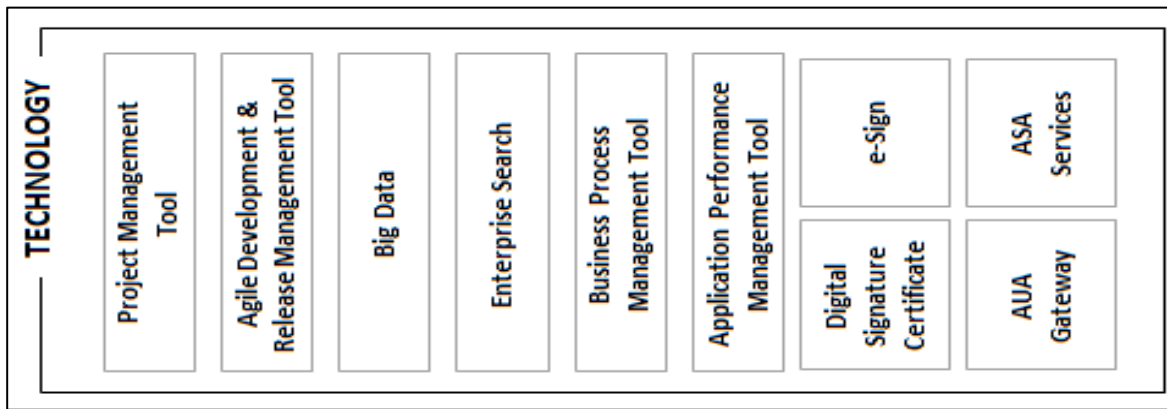 TECHNOLOGY
Project Management
Tool
Agile Development &
Release Management Tool
Big Data
Enterprise Search
Business Process
Management Tool
Application Performance
Management Tool
Digital
Signature
Certificate
e-Sign
AUA
Gateway
ASA
Services